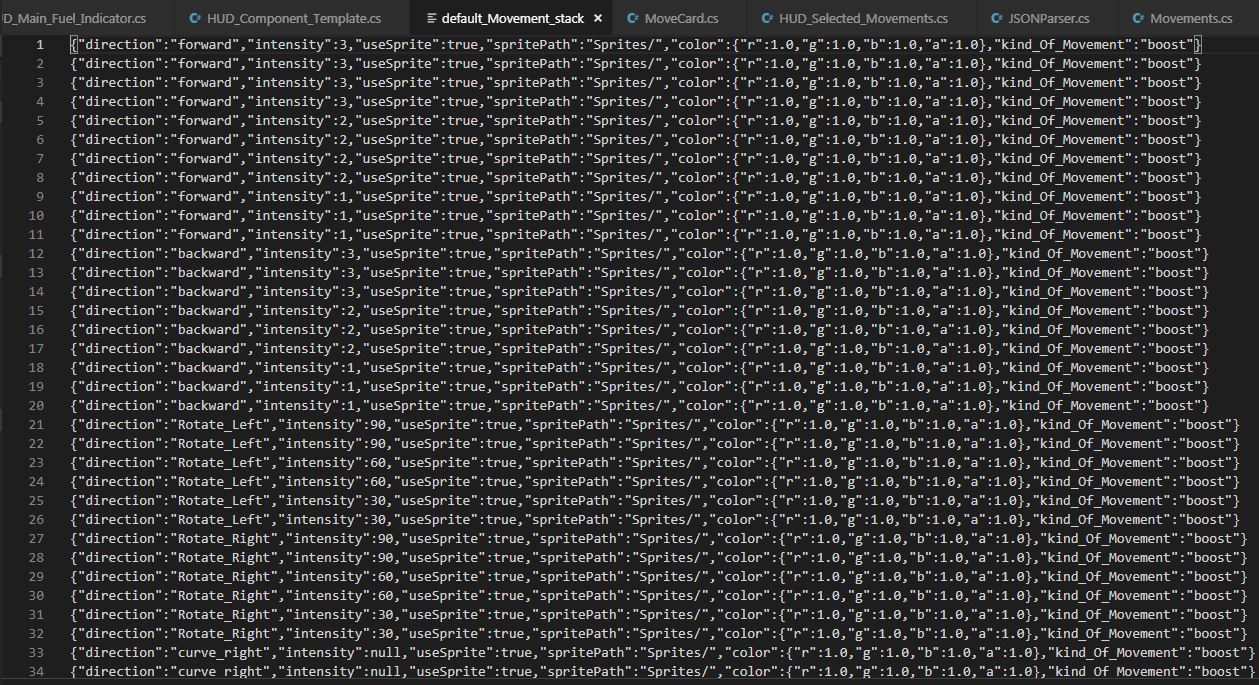 D_Main_Fuel_Indicator.cs C# HUD_Component_Template.cs default_Movement_stack × C# MoveCard.cs C# HUD_Selected_Movements.cs C# JSONParser.cs C# Movements.cs
1 {"direction":"forward","intensity":3,"useSprite":true,"spritePath":"Sprites/","color":{"r":1.0,"g":1.0,"b":1.0,"a":1.0},"kind_Of_Movement":"boost"}
2 {"direction":"forward","intensity":3,"useSprite":true,"spritePath":"Sprites/","color":{"r":1.0,"g":1.0,"b":1.0,"a":1.0},"kind_Of_Movement":"boost"}
3 {"direction":"forward","intensity":3,"useSprite":true,"spritePath":"Sprites/","color":{"r":1.0,"g":1.0,"b":1.0,"a":1.0},"kind_Of_Movement":"boost"}
4 {"direction":"forward","intensity":3,"useSprite":true,"spritePath":"Sprites/","color":{"r":1.0,"g":1.0,"b":1.0,"a":1.0},"kind_Of_Movement":"boost"}
5 {"direction":"forward","intensity":2,"useSprite":true,"spritePath":"Sprites/","color":{"r":1.0,"g":1.0,"b":1.0,"a":1.0},"kind_Of_Movement":"boost"}
6 {"direction":"forward","intensity":2,"useSprite":true,"spritePath":"Sprites/","color":{"r":1.0,"g":1.0,"b":1.0,"a":1.0},"kind_Of_Movement":"boost"}
7 {"direction":"forward","intensity":2,"useSprite":true,"spritePath":"Sprites/","color":{"r":1.0,"g":1.0,"b":1.0,"a":1.0},"kind_Of_Movement":"boost"}
8 {"direction":"forward","intensity":2,"useSprite":true,"spritePath":"Sprites/","color":{"r":1.0,"g":1.0,"b":1.0,"a":1.0},"kind_Of_Movement":"boost"}
9 {"direction":"forward","intensity":1,"useSprite":true,"spritePath":"Sprites/","color":{"r":1.0,"g":1.0,"b":1.0,"a":1.0},"kind_Of_Movement":"boost"}
10 {"direction":"forward","intensity":1,"useSprite":true,"spritePath":"Sprites/","color":{"r":1.0,"g":1.0,"b":1.0,"a":1.0},"kind_Of_Movement":"boost"}
11 {"direction":"forward","intensity":1,"useSprite":true,"spritePath":"Sprites/","color":{"r":1.0,"g":1.0,"b":1.0,"a":1.0},"kind_Of_Movement":"boost"}
12 {"direction":"backward","intensity":3,"useSprite":true,"spritePath":"Sprites/","color":{"r":1.0,"g":1.0,"b":1.0,"a":1.0},"kind_Of_Movement":"boost"}
13 {"direction":"backward","intensity":3,"useSprite":true,"spritePath":"Sprites/","color":{"r":1.0,"g":1.0,"b":1.0,"a":1.0},"kind_Of_Movement":"boost"}
14 {"direction":"backward","intensity":3,"useSprite":true,"spritePath":"Sprites/","color":{"r":1.0,"g":1.0,"b":1.0,"a":1.0},"kind_Of_Movement":"boost"}
15 {"direction":"backward","intensity":2,"useSprite":true,"spritePath":"Sprites/","color":{"r":1.0,"g":1.0,"b":1.0,"a":1.0},"kind_Of_Movement":"boost"}
16 {"direction":"backward","intensity":2,"useSprite":true,"spritePath":"Sprites/","color":{"r":1.0,"g":1.0,"b":1.0,"a":1.0},"kind_Of_Movement":"boost"}
17 {"direction":"backward","intensity":2,"useSprite":true,"spritePath":"Sprites/","color":{"r":1.0,"g":1.0,"b":1.0,"a":1.0},"kind_Of_Movement":"boost"}
18 {"direction":"backward","intensity":1,"useSprite":true,"spritePath":"Sprites/","color":{"r":1.0,"g":1.0,"b":1.0,"a":1.0},"kind_Of_Movement":"boost"}
19 {"direction":"backward","intensity":1,"useSprite":true,"spritePath":"Sprites/","color":{"r":1.0,"g":1.0,"b":1.0,"a":1.0},"kind_Of_Movement":"boost"}
20 {"direction":"backward","intensity":1,"useSprite":true,"spritePath":"Sprites/","color":{"r":1.0,"g":1.0,"b":1.0,"a":1.0},"kind_Of_Movement":"boost"}
21 {"direction":"Rotate_Left","intensity":90,"useSprite":true,"spritePath":"Sprites/","color":{"r":1.0,"g":1.0,"b":1.0,"a":1.0},"kind_Of_Movement":"boost"}
22 {"direction":"Rotate_Left","intensity":90,"useSprite":true,"spritePath":"Sprites/","color":{"r":1.0,"g":1.0,"b":1.0,"a":1.0},"kind_Of_Movement":"boost"}
23 {"direction":"Rotate_Left","intensity":60,"useSprite":true,"spritePath":"Sprites/","color":{"r":1.0,"g":1.0,"b":1.0,"a":1.0},"kind_Of_Movement":"boost"}
24 {"direction":"Rotate_Left","intensity":60,"useSprite":true,"spritePath":"Sprites/","color":{"r":1.0,"g":1.0,"b":1.0,"a":1.0},"kind_Of_Movement":"boost"}
25 {"direction":"Rotate_Left","intensity":30,"useSprite":true,"spritePath":"Sprites/","color":{"r":1.0,"g":1.0,"b":1.0,"a":1.0},"kind_Of_Movement":"boost"}
26 {"direction":"Rotate_Left","intensity":30,"useSprite":true,"spritePath":"Sprites/","color":{"r":1.0,"g":1.0,"b":1.0,"a":1.0},"kind_Of_Movement":"boost"}
27 {"direction":"Rotate_Right","intensity":90,"useSprite":true,"spritePath":"Sprites/","color":{"r":1.0,"g":1.0,"b":1.0,"a":1.0},"kind_Of_Movement":"boost"}
28 {"direction":"Rotate_Right","intensity":90,"useSprite":true,"spritePath":"Sprites/","color":{"r":1.0,"g":1.0,"b":1.0,"a":1.0},"kind_Of_Movement":"boost"}
29 {"direction":"Rotate_Right","intensity":60,"useSprite":true,"spritePath":"Sprites/","color":{"r":1.0,"g":1.0,"b":1.0,"a":1.0},"kind_Of_Movement":"boost"}
30 {"direction":"Rotate_Right","intensity":60,"useSprite":true,"spritePath":"Sprites/","color":{"r":1.0,"g":1.0,"b":1.0,"a":1.0},"kind_Of_Movement":"boost"}
31 {"direction":"Rotate_Right","intensity":30,"useSprite":true,"spritePath":"Sprites/","color":{"r":1.0,"g":1.0,"b":1.0,"a":1.0},"kind_Of_Movement":"boost"}
32 {"direction":"Rotate_Right","intensity":30,"useSprite":true,"spritePath":"Sprites/","color":{"r":1.0,"g":1.0,"b":1.0,"a":1.0},"kind_Of_Movement":"boost"}
33 {"direction":"curve_right","intensity":null,"useSprite":true,"spritePath":"Sprites/","color":{"r":1.0,"g":1.0,"b":1.0,"a":1.0},"kind_Of_Movement":"boost"}
34 {"direction":"curve_right","intensity":null,"useSprite":true,"spritePath":"Sprites/","color":{"r":1.0,"g":1.0,"b":1.0,"a":1.0},"kind_Of_Movement":"boost"}